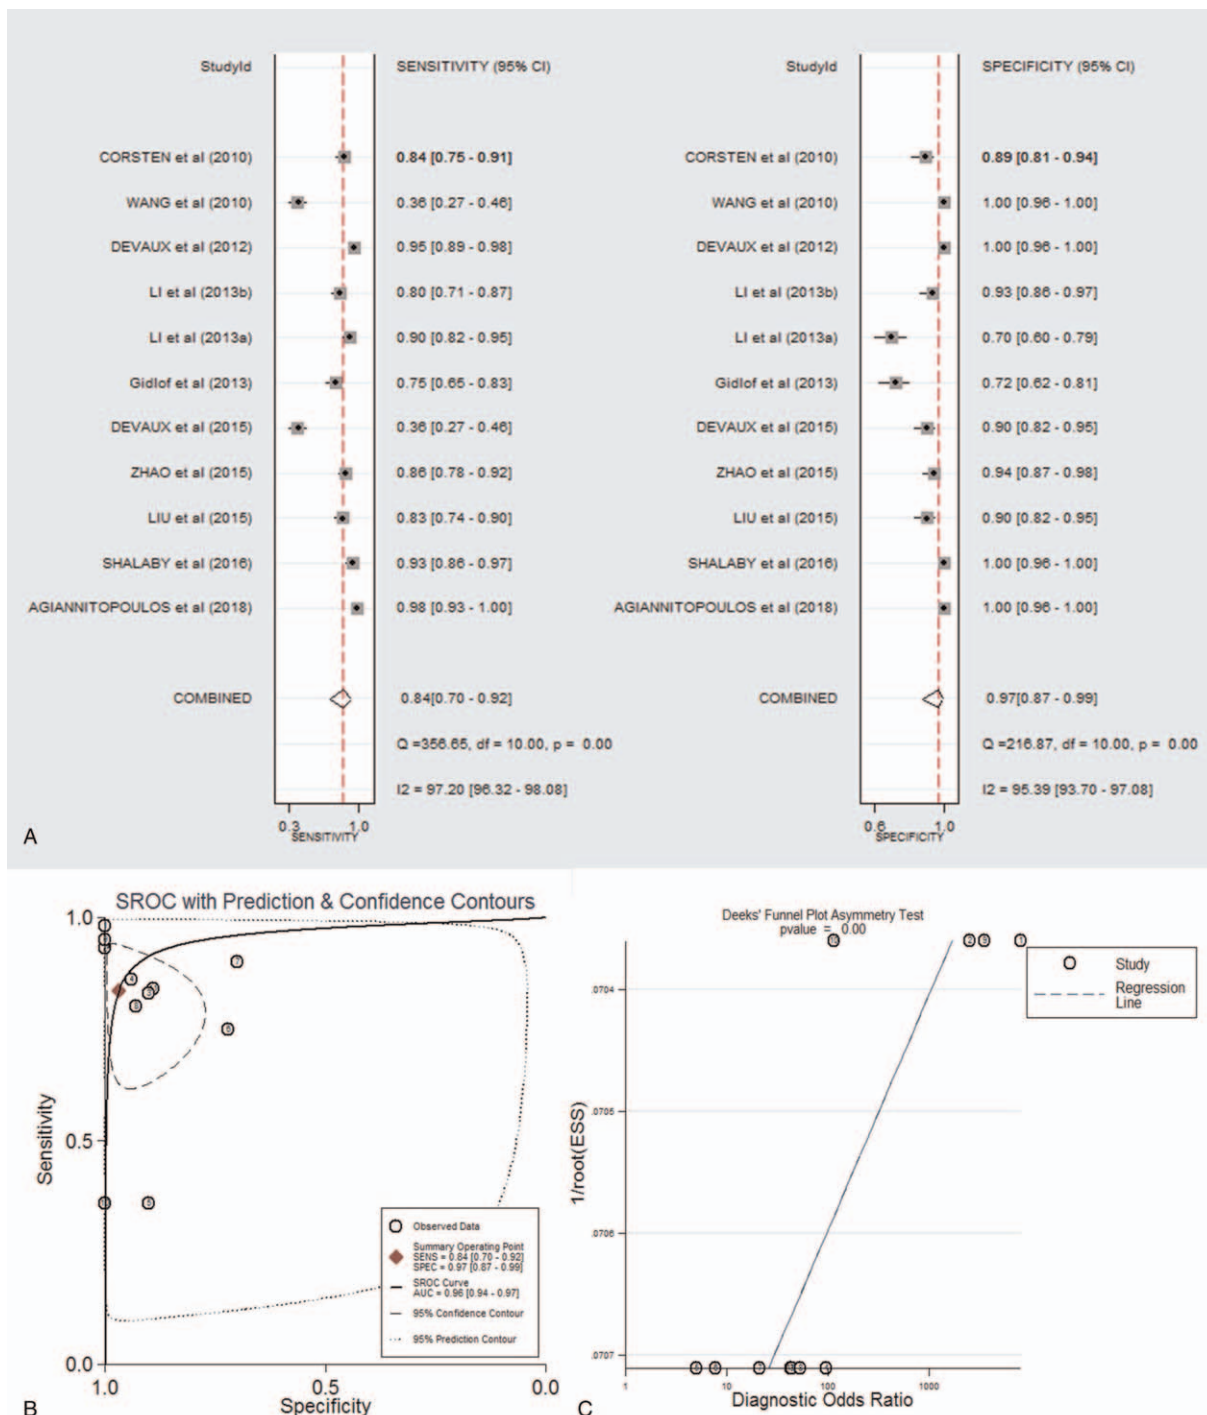 StudyId SENSITIVITY (95% CI)
CORSTEN et al (2010) 0.84 [0.75 - 0.91]
WANG et al (2010) 0.36 [0.27 - 0.46]
DEVAUX et al (2012) 0.95 [0.89 - 0.98]
LI et al (2013b) 0.80 [0.71 - 0.87]
LI et al (2013a) 0.90 [0.82 - 0.95]
Gidlof et al (2013) 0.75 [0.65 - 0.83]
DEVAUX et al (2015) 0.36 [0.27 - 0.46]
ZHAO et al (2015) 0.86 [0.78 - 0.92]
LIU et al (2015) 0.83 [0.74 - 0.90]
SHALABY et al (2016) 0.93 [0.86 - 0.97]
AGIANNITOPOULOS et al (2018) 0.98 [0.93 - 1.00]
COMBINED 0.84[0.70 - 0.92]
Q =356.65, df = 10.00, p = 0.00
I2 = 97.20 [96.32 - 98.08]
0.3 1.0
SENSITIVITY
StudyId SPECIFICITY (95% CI)
CORSTEN et al (2010) 0.89 [0.81 - 0.94]
WANG et al (2010) 1.00 [0.96 - 1.00]
DEVAUX et al (2012) 1.00 [0.96 - 1.00]
LI et al (2013b) 0.93 [0.86 - 0.97]
LI et al (2013a) 0.70 [0.60 - 0.79]
Gidlof et al (2013) 0.72 [0.62 - 0.81]
DEVAUX et al (2015) 0.90 [0.82 - 0.95]
ZHAO et al (2015) 0.94 [0.87 - 0.98]
LIU et al (2015) 0.90 [0.82 - 0.95]
SHALABY et al (2016) 1.00 [0.96 - 1.00]
AGIANNITOPOULOS et al (2018) 1.00 [0.96 - 1.00]
COMBINED 0.97[0.87 - 0.99]
Q =216.87, df = 10.00, p = 0.00
I2 = 95.39 [93.70 - 97.08]
0.6 1.0
SPECIFICITY
A
SROC with Prediction & Confidence Contours
1.0
0.5
0.0
Sensitivity
1.0 0.5 0.0
Specificity
Observed Data
Summary Operating Point
SENS = 0.84 [0.70 - 0.92]
SPEC = 0.97 [0.87 - 0.99]
SROC Curve
AUC = 0.96 [0.94 - 0.97]
95% Confidence Contour
95% Prediction Contour
B
Deeks' Funnel Plot Asymmetry Test
pvalue = 0.00
Study
Regression
Line
.0704
.0705
.0706
.0707
1/root(ESS)
1 10 100 1000
Diagnostic Odds Ratio
C